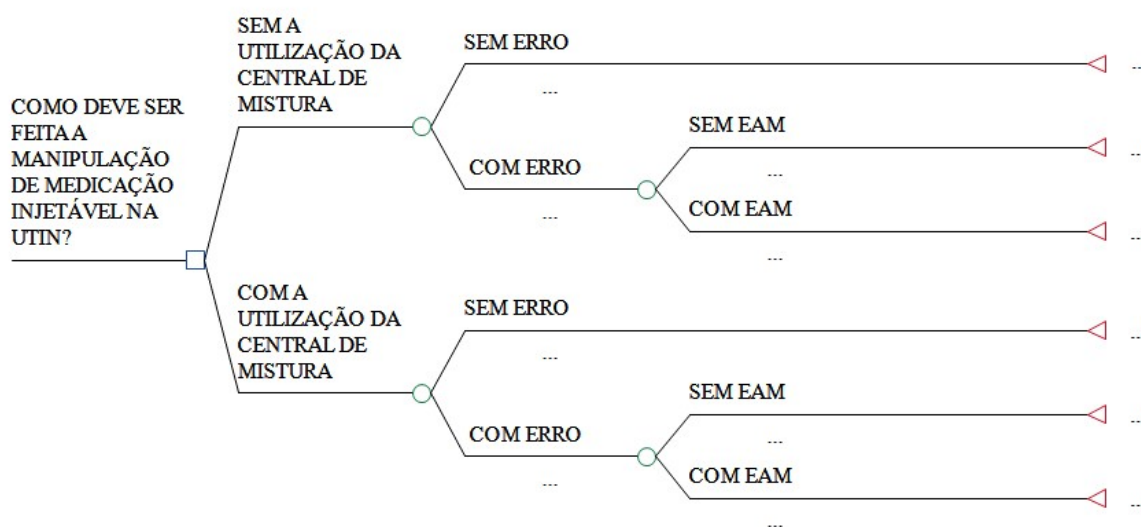 SEM A
UTILIZAÇÃO DA
CENTRAL DE
MISTURA
SEM ERRO
...
...
COMO DEVE SER
FEITA A
MANIPULAÇÃO
DE MEDICAÇÃO
INJETÁVEL NA
UTIN?
COM ERRO
...
SEM EAM
...
...
COM EAM
...
...
COM A
UTILIZAÇÃO DA
CENTRAL DE
MISTURA
SEM ERRO
...
...
COM ERRO
...
SEM EAM
...
...
COM EAM
...
...